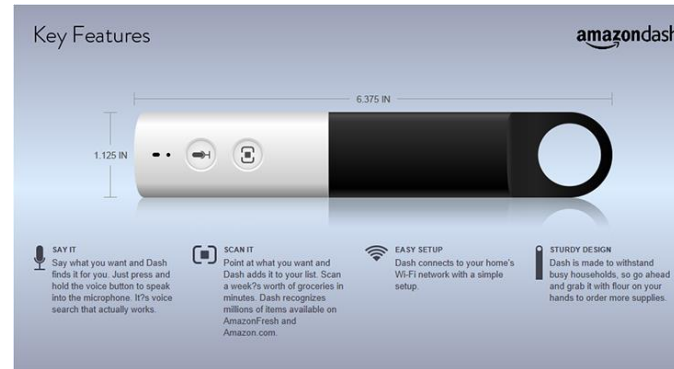 Key Features
amazondash
6.375 IN
1.125 IN
SAY IT
Say what you want and Dash
finds it for you. Just press and
hold the voice button to speak
into the microphone. It?s voice
search that actually works.
SCAN IT
Point at what you want and
Dash adds it to your list. Scan
a week?s worth of groceries in
minutes. Dash recognizes
millions of items available on
AmazonFresh and
Amazon.com.
EASY SETUP
Dash connects to your home's
Wi-Fi network with a simple
setup.
STURDY DESIGN
Dash is made to withstand
busy households, so go ahead
and grab it with flour on your
hands to order more supplies.